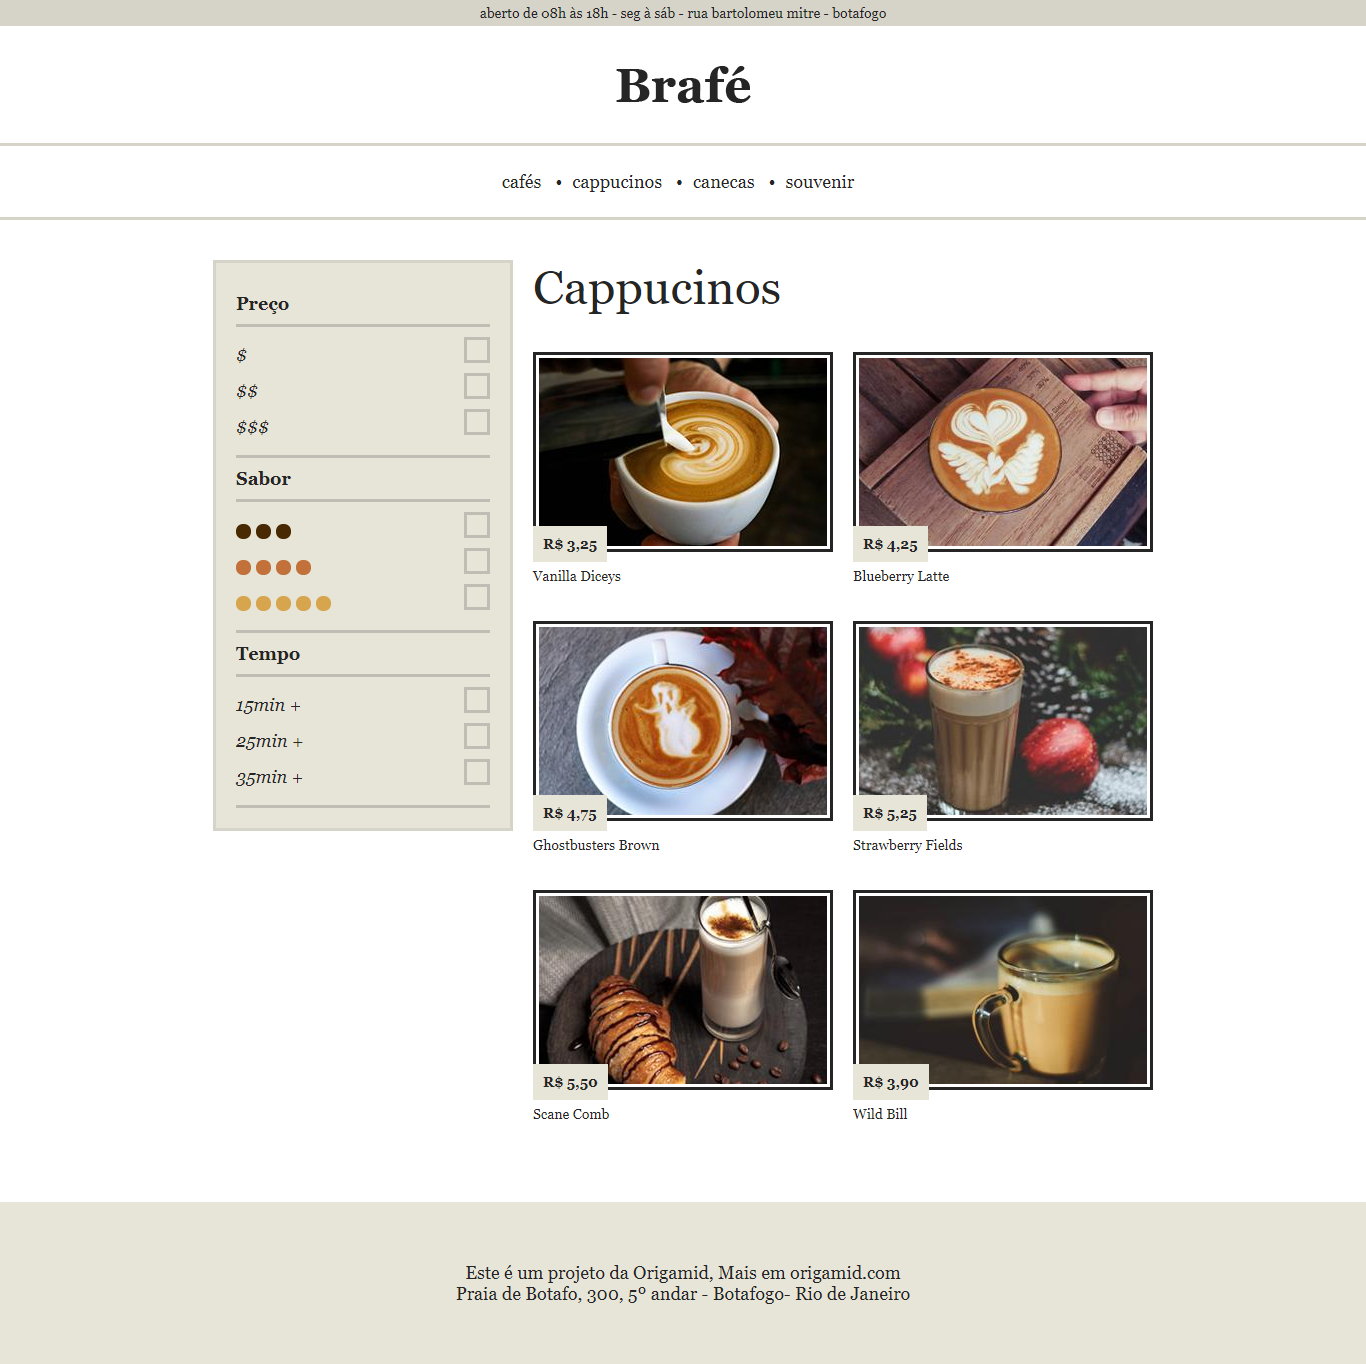 aberto de 08h às 18h - seg à sáb - rua bartolomeu mitre - botafogo
Brafé
cafés • cappucinos • canecas • souvenir
Preço
$
$$
$$$
Sabor
Tempo
15min +
25min +
35min +
Cappucinos
R$ 3,25
Vanilla Diceys
R$ 4,25
Blueberry Latte
R$ 4,75
Ghostbusters Brown
R$ 5,25
Strawberry Fields
R$ 5,50
Scane Comb
R$ 3,90
Wild Bill
Este é um projeto da Origamid, Mais em origamid.com
Praia de Botafo, 300, 5º andar - Botafogo- Rio de Janeiro